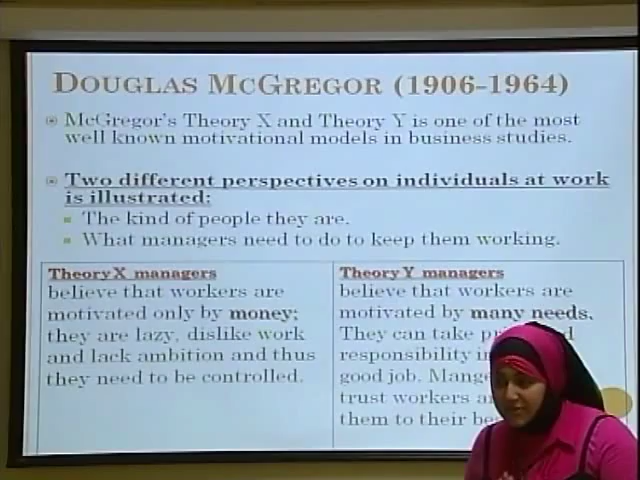 DOUGLAS MCGREGOR (1906-1964)
McGregor's Theory X and Theory Y is one of the most
well known motivational models in business studies.
Two different perspectives on individuals at work
is illustrated:
The kind of people they are.
What managers need to do to keep them working.
Theory X managers
believe that workers are
motivated only by money;
they are lazy, dislike work
and lack ambition and thus
they need to be controlled.
Theory Y managers
believe that workers are
motivated by many needs.
They can take
responsibility
good job.
trust workers
them to their